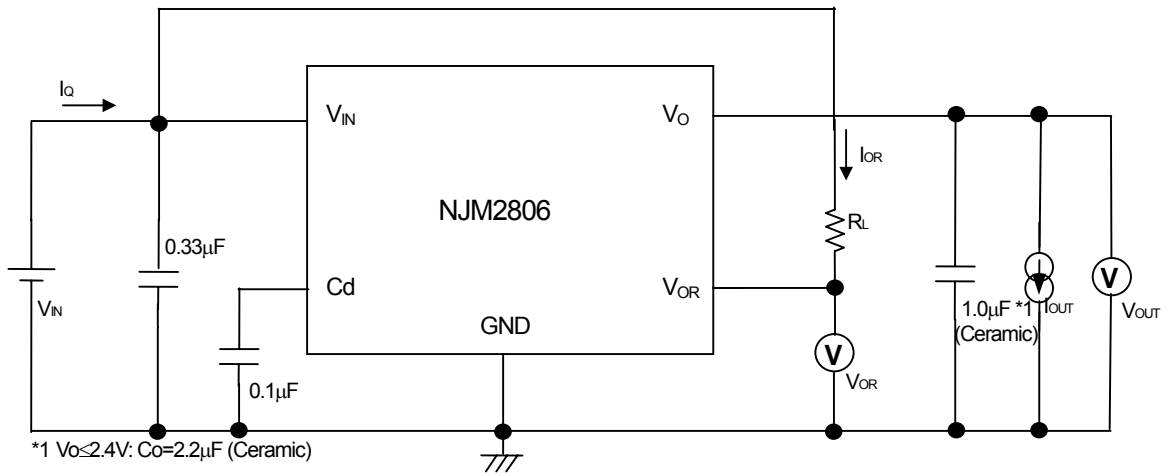 IQ
VIN
VO
IOR
NJM2806
RL
0.33μF
VIN
Cd
VOR
1.0μF *1
(Ceramic)
IOUT
V
VOUT
GND
V
VOR
0.1μF
*1 Vo≤2.4V: Co=2.2μF (Ceramic)